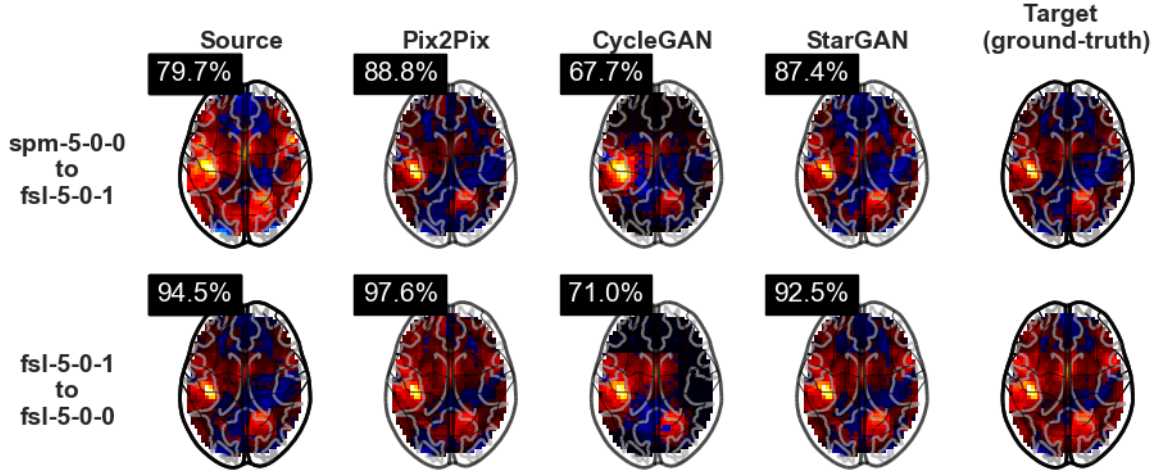 Source Pix2Pix CycleGAN StarGAN Target
(ground-truth)
79.7% 88.8% 67.7% 87.4%
spm-5-0-0
to
fsl-5-0-1
94.5% 97.6% 71.0% 92.5%
fsl-5-0-1
to
fsl-5-0-0